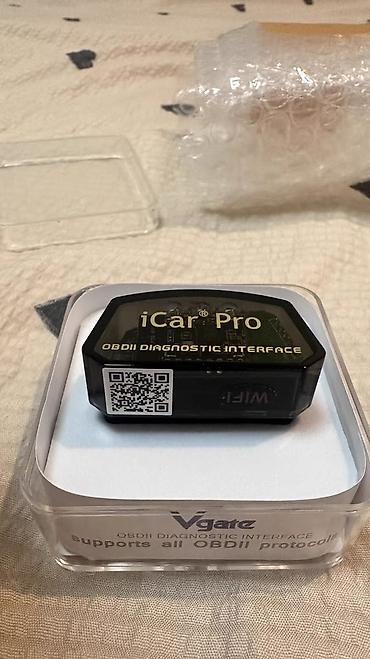 iCar® Pro
OBDII DIAGNOSTIC INTERFACE
WIFI
Vgate
OBDII DIAGNOSTIC INTERFACE
supports all OBDII protocols